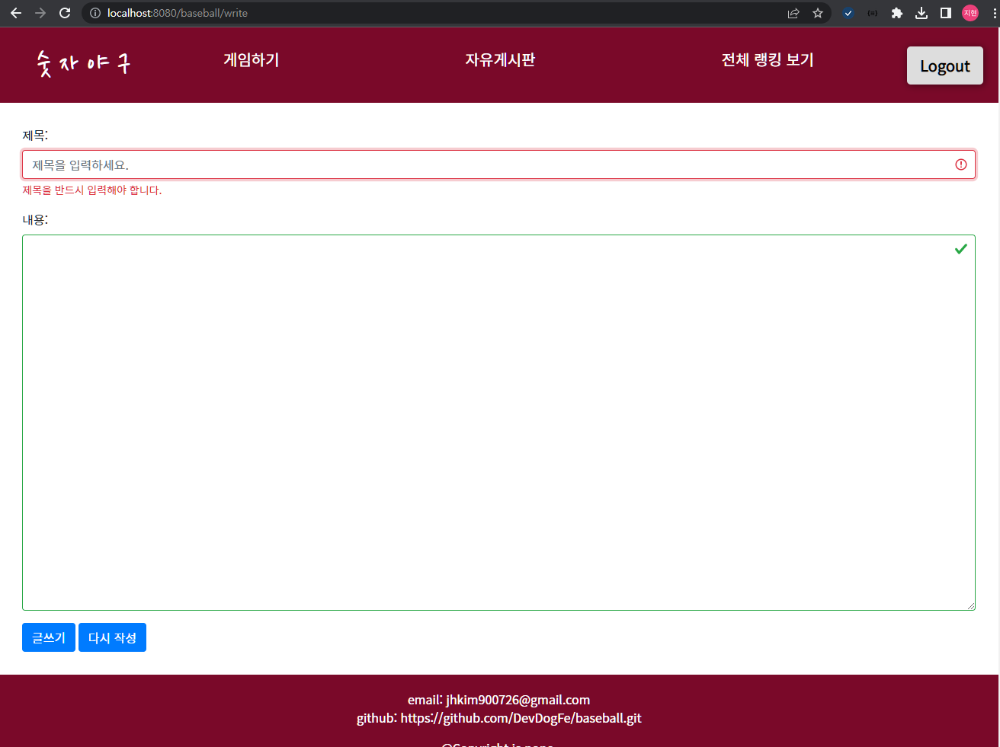 localhost:8080/baseball/write
지현
숫자야구 게임하기 자유게시판 전체 랭킹 보기 Logout
제목:
제목을 입력하세요.
제목을 반드시 입력해야 합니다.
내용:
글쓰기 다시 작성
email: jhkim900726@gmail.com
github: https://github.com/DevDogFe/baseball.git
@Copyright is none